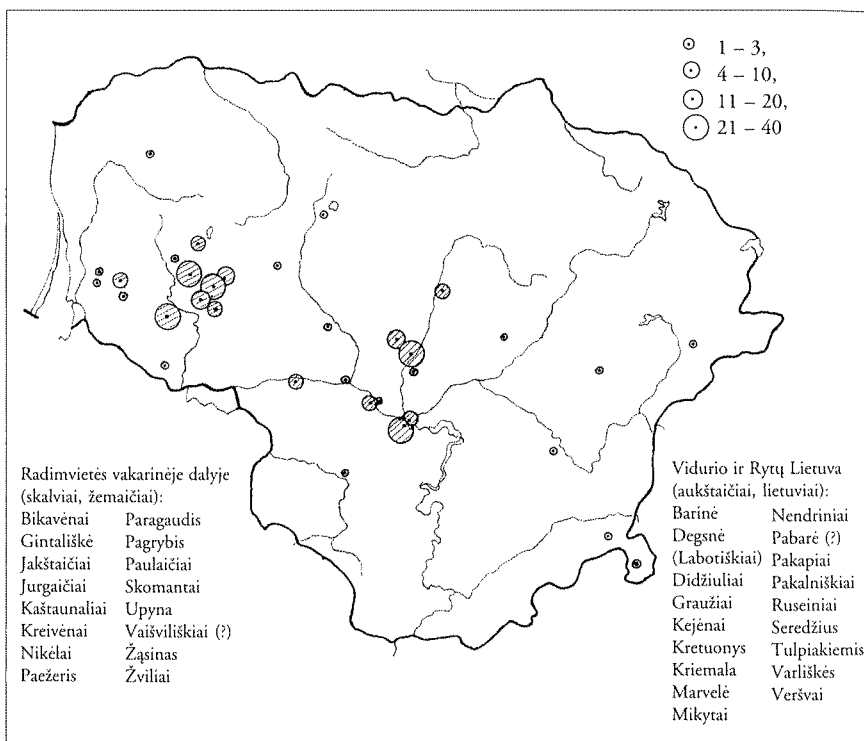 1 – 3,
4 – 10,
11 – 20,
21 – 40
Radimvietės vakarinėje dalyje
(skalviai, žemaičiai):
Bikavėnai Paragaudis
Gintališkė Pagrybis
Jakštaičiai Paulaičiai
Jurgaičiai Skomantai
Kaštaunaliai Upyna
Kreivėnai Vaišviliškiai (?)
Nikėlai Žąsinas
Paežeris Žviliai
Vidurio ir Rytų Lietuva
(aukštaičiai, lietuviai):
Barinė Nendriniai
Degsnė Pabarė (?)
(Labotiškiai) Pakapiai
Didžiuliai Pakalniškiai
Graužiai Ruseiniai
Kejėnai Seredžius
Kretuonys Tulpiakiemis
Kriemala Varliškės
Marvelė Veršvai
Mikytai